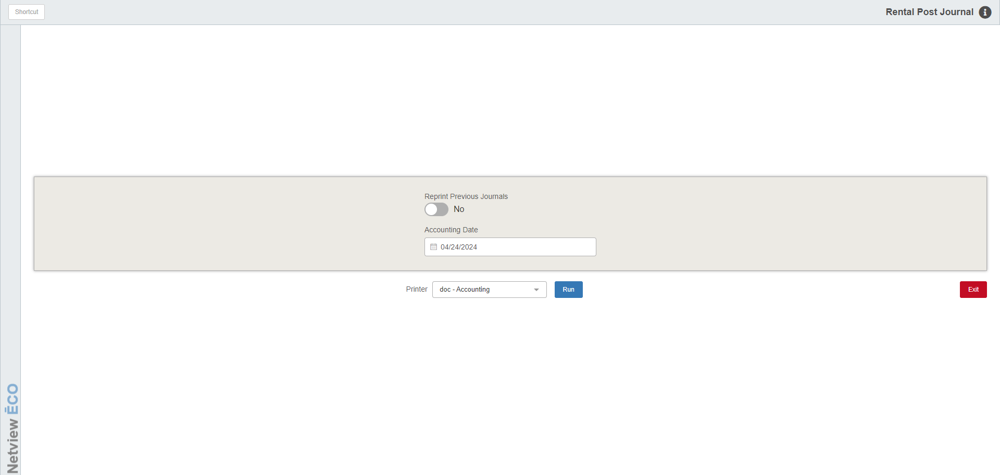 Shortcut
Rental Post Journal
Reprint Previous Journals
No
Accounting Date
04/24/2024
Printer
doc - Accounting
Run
Exit
Netview ĒCO